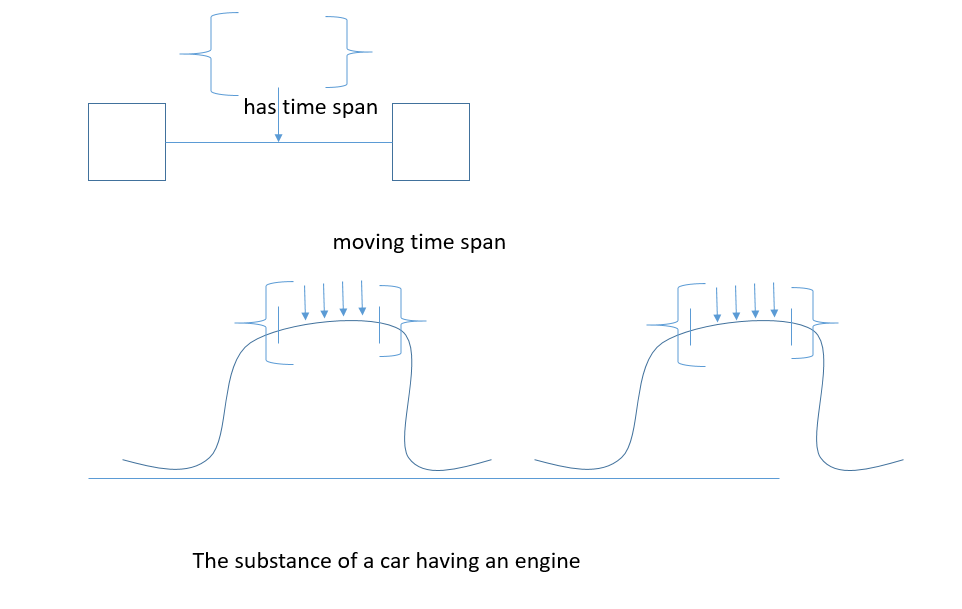 has time span
moving time span
The substance of a car having an engine